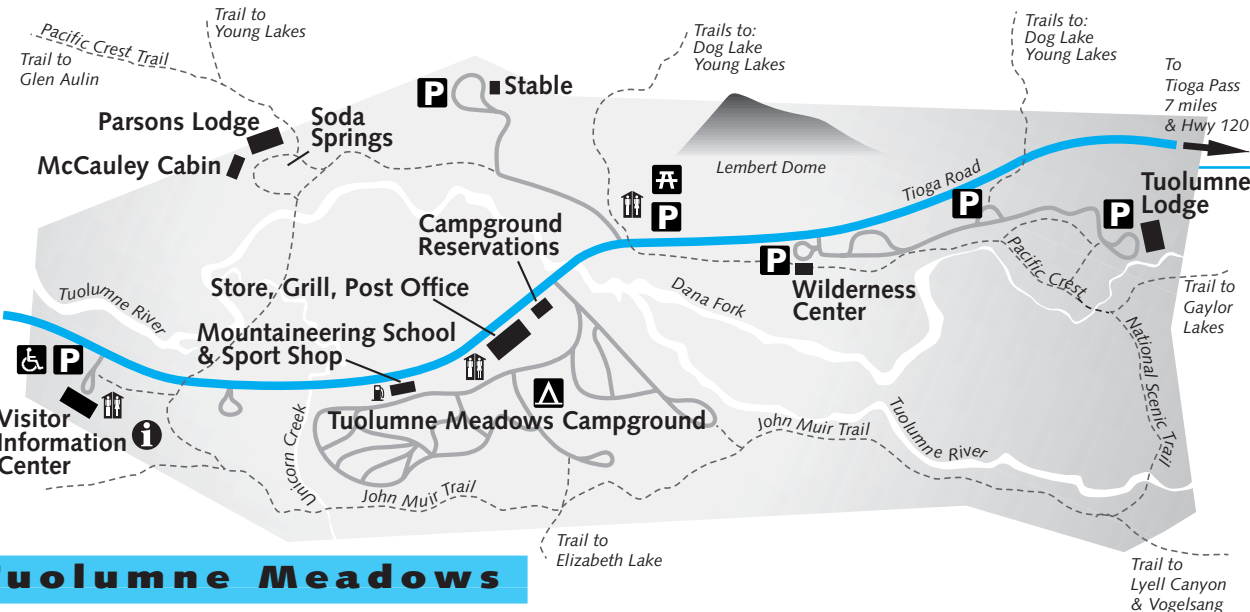 Trail to
Young Lakes
Pacific Crest Trail
Trail to
Glen Aulin
Trails to:
Dog Lake
Young Lakes
Trails to:
Dog Lake
Young Lakes
To
Tioga Pass
7 miles
& Hwy 120
P
Stable
Parsons Lodge
Soda
Springs
McCauley Cabin
Lembert Dome
Tioga Road
Tuolumne
Lodge
P
P
P
Campground
Reservations
Store, Grill, Post Office
Mountaineering School
& Sport Shop
P
Wilderness
Center
Pacific Crest
National Scenic Trail
Trail to
Gaylor
Lakes
Dana Fork
Tuolumne River
P
Visitor
Information
Center
i
Unicorn Creek
Tuolumne Meadows Campground
John Muir Trail
John Muir Trail
Tuolumne River
Trail to
Elizabeth Lake
Trail to
Lyell Canyon
& Vogelsang
Tuolumne Meadows